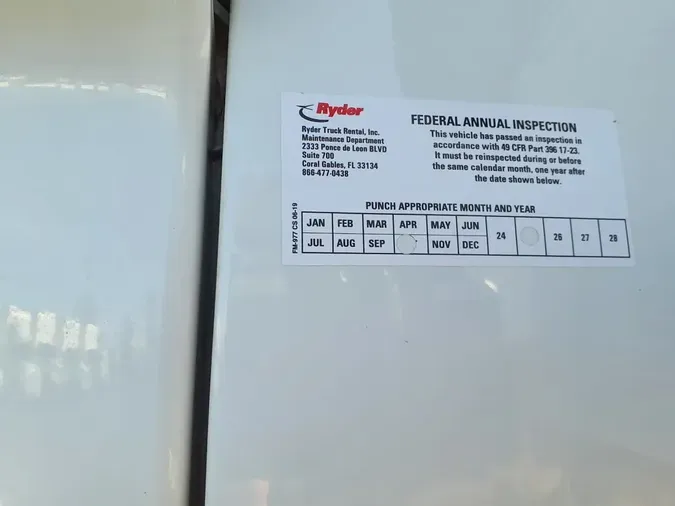 Ryder
Ryder Truck Rental, Inc.
Maintenance Department
2333 Ponce de Leon BLVD
Suite 700
Coral Gables, FL 33134
866-477-0438
FEDERAL ANNUAL INSPECTION
This vehicle has passed an inspection in
accordance with 49 CFR Part 396 17-23.
It must be reinspected during or before
the same calendar month, one year after
the date shown below.
PUNCH APPROPRIATE MONTH AND YEAR
FM-977 CS 06-19
JAN FEB MAR APR MAY JUN 24 26 27 28
JUL AUG SEP NOV DEC